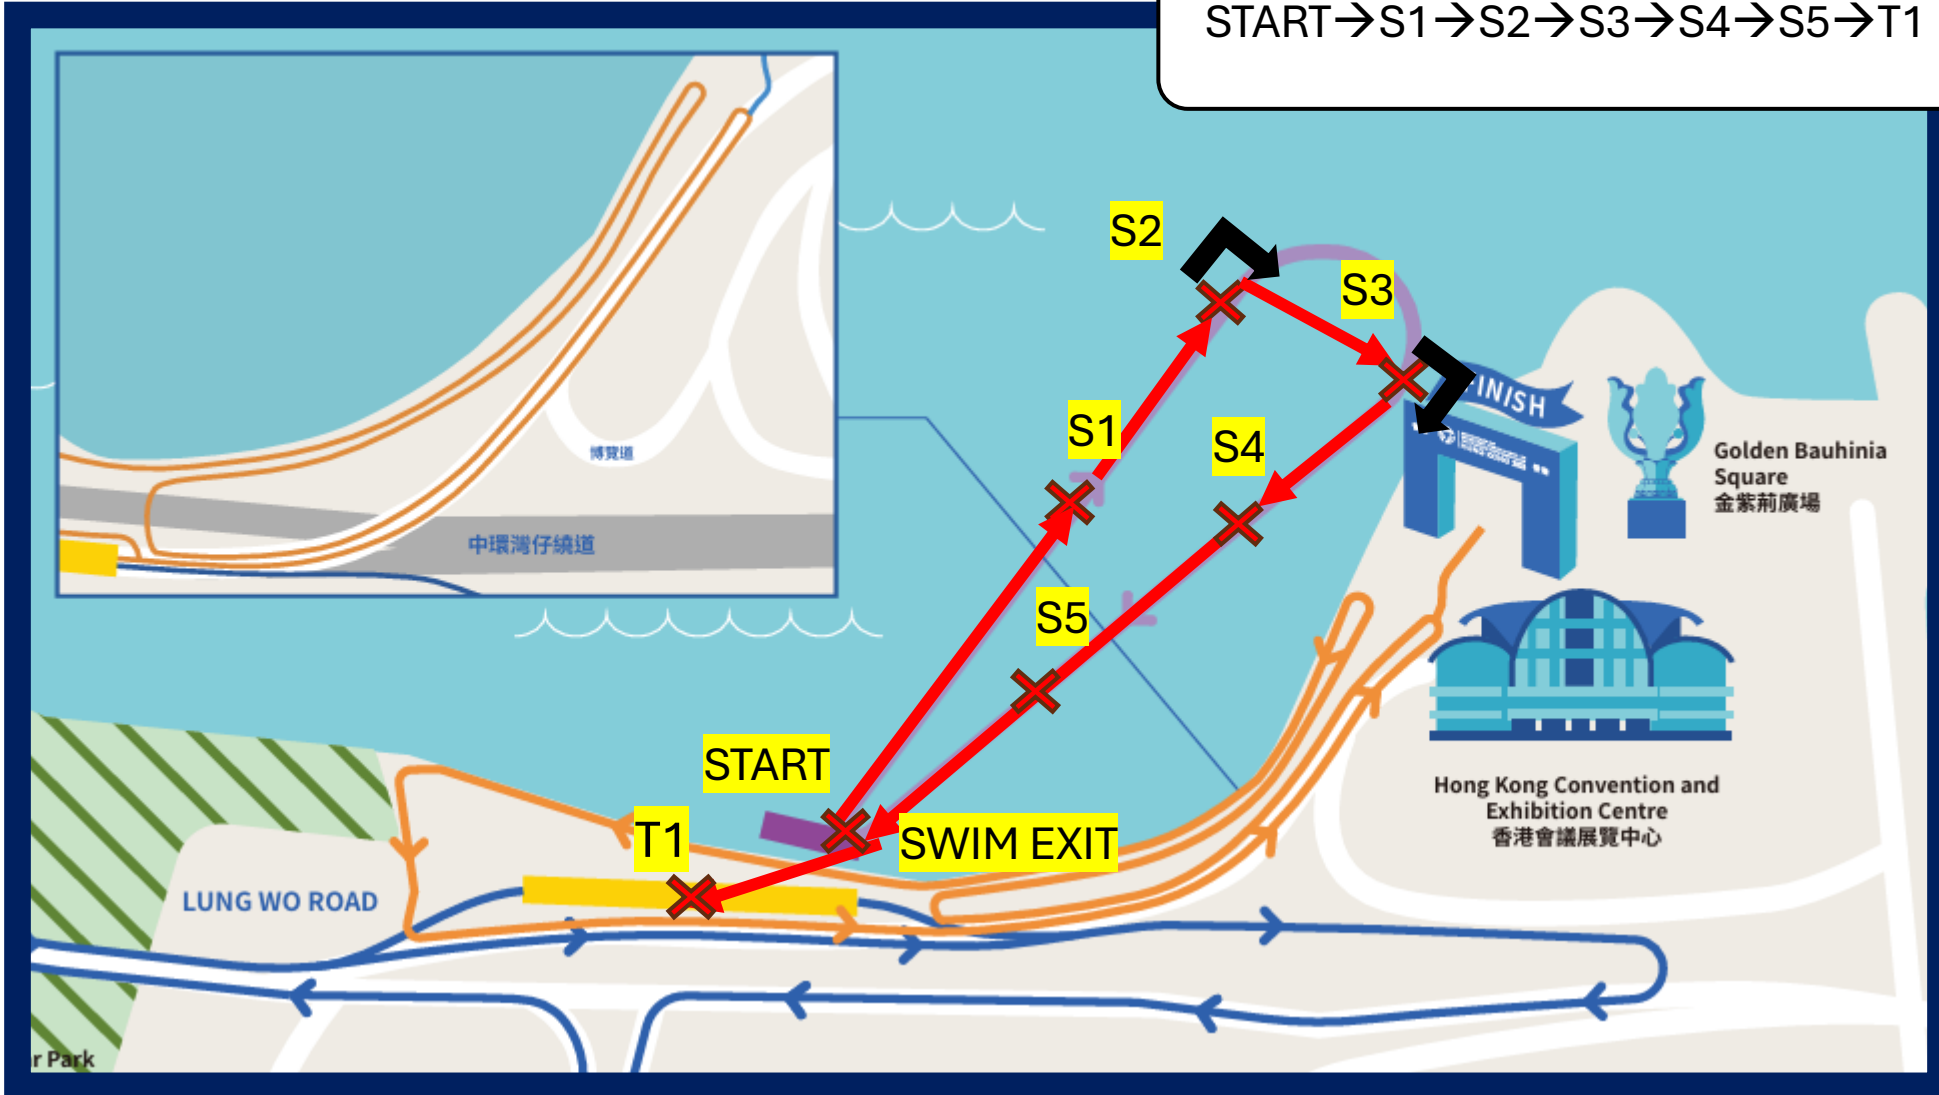 START→S1→S2→S3→S4→S5→T1
S2
S3
FINISH
S1
S4
Golden Bauhinia
Square
金紫荊廣場
博覽道
中環灣仔繞道
S5
START
T1
SWIM EXIT
Hong Kong Convention and
Exhibition Centre
香港會議展覽中心
LUNG WO ROAD
r Park